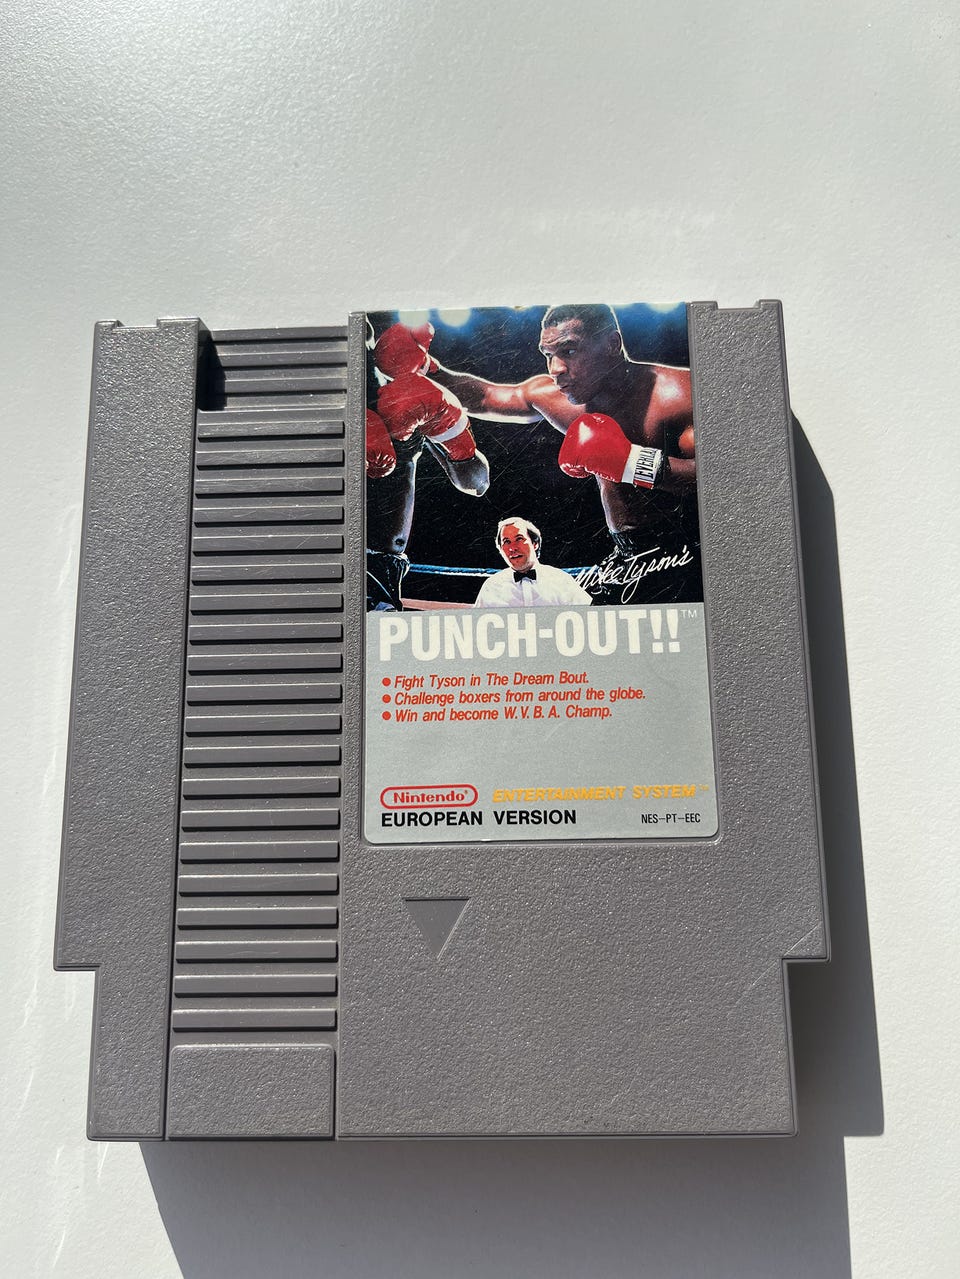 EVERLA
Mike Tyson's
PUNCH-OUT!!™
● Fight Tyson in The Dream Bout.
● Challenge boxers from around the globe.
● Win and become W.V.B.A. Champ.
Nintendo® ENTERTAINMENT SYSTEM™
EUROPEAN VERSION NES-PT-EEC